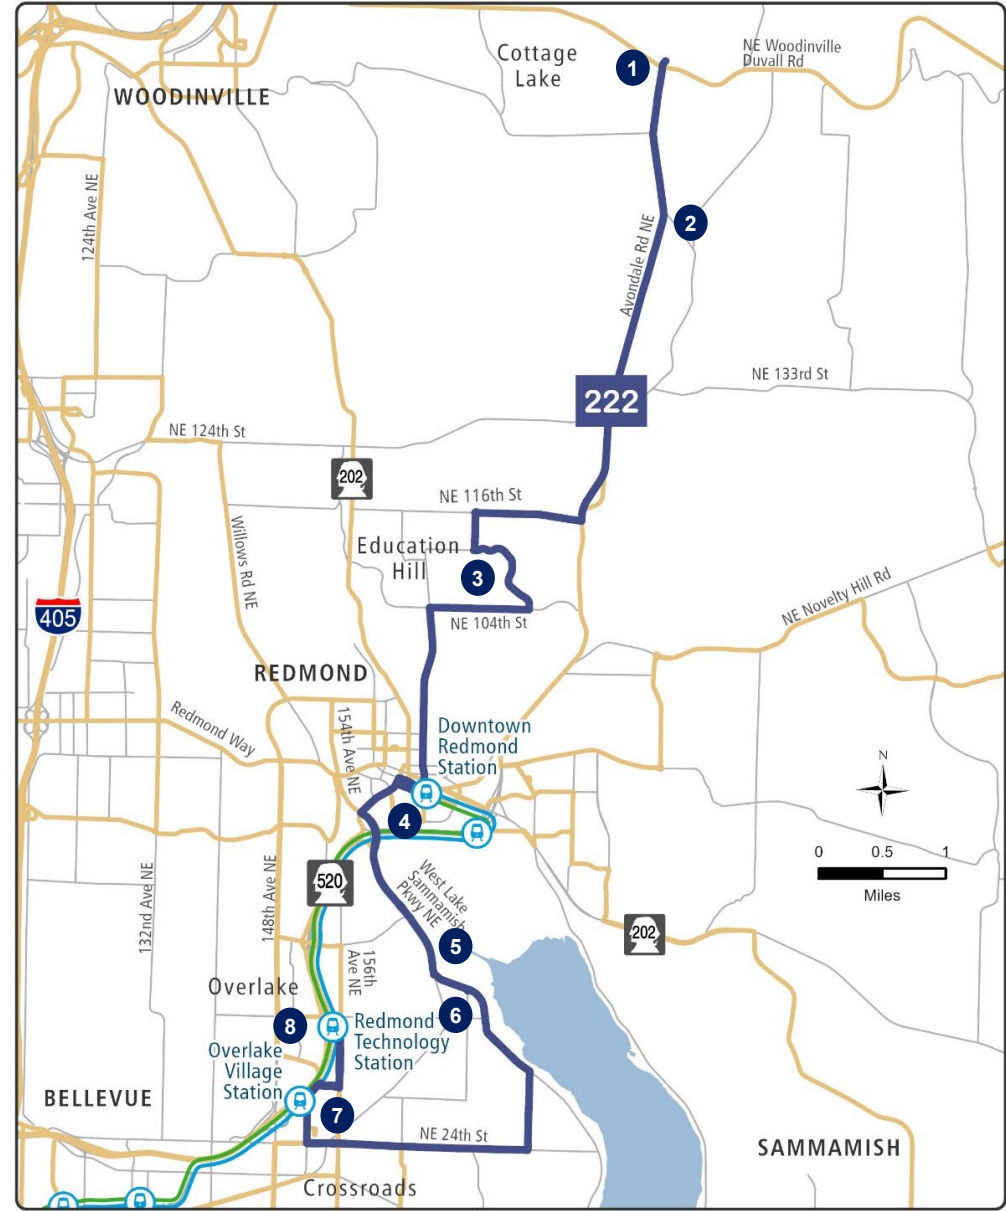 Cottage
Lake
1
NE Woodinville
Duvall Rd
WOODINVILLE
124th Ave NE
2
Avondale Rd NE
NE 133rd St
222
NE 124th St
202
NE 116th St
Willows Rd NE
Education
Hill
3
405
NE Novelty Hill Rd
NE 104th St
REDMOND
Redmond Way
154th Ave NE
Downtown
Redmond
Station
N
4
0 0.5 1
Miles
520
West Lake
Sammamish
Pkwy NE
132nd Ave NE
148th Ave NE
202
5
156th
Ave NE
Overlake
6
8
Redmond
Technology
Station
Overlake
Village
Station
BELLEVUE
7
NE 24th St
SAMMAMISH
Crossroads